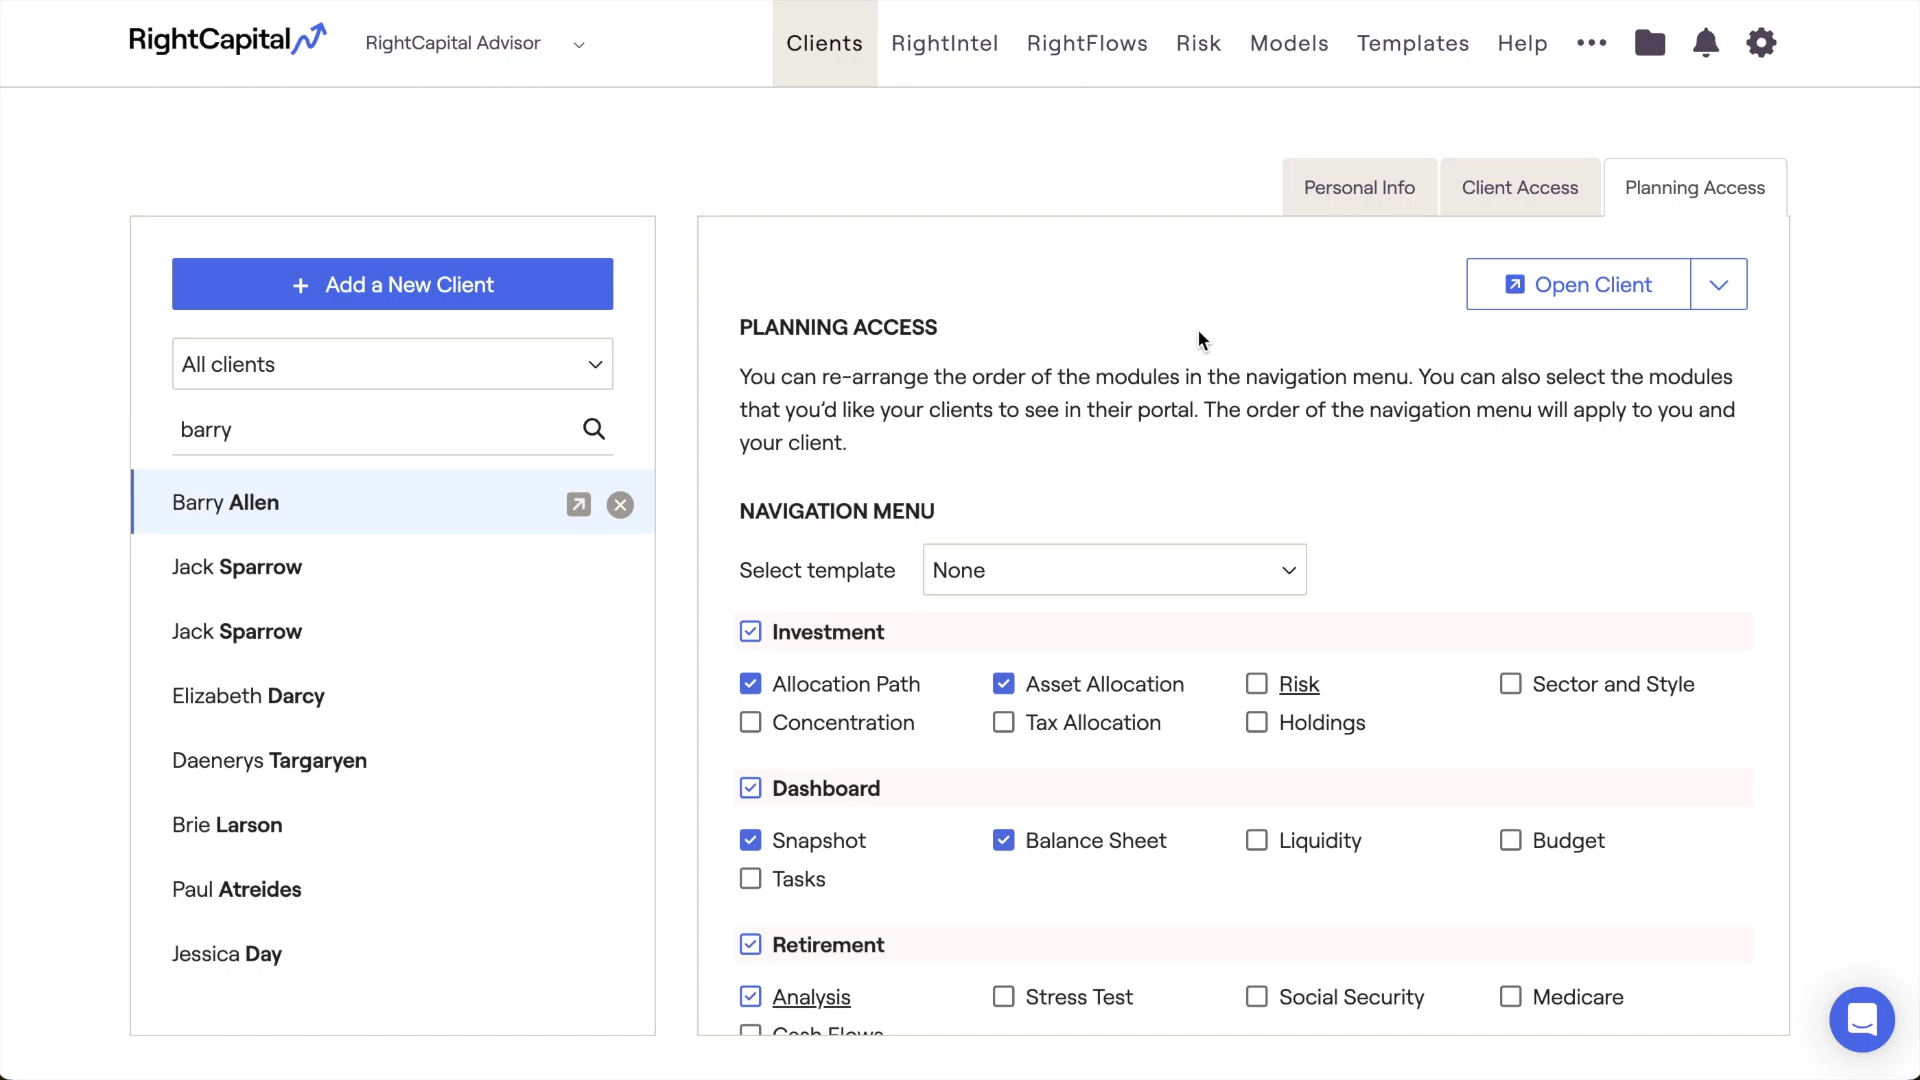 RightCapital
RightCapital Advisor
Clients
RightIntel
RightFlows
Risk
Models
Templates
Help
Personal Info
Client Access
Planning Access
+ Add a New Client
All clients
barry
Barry Allen
Jack Sparrow
Jack Sparrow
Elizabeth Darcy
Daenerys Targaryen
Brie Larson
Paul Atreides
Jessica Day
Open Client
PLANNING ACCESS
You can re-arrange the order of the modules in the navigation menu. You can also select the modules
that you’d like your clients to see in their portal. The order of the navigation menu will apply to you and
your client.
NAVIGATION MENU
Select template None
Investment
Allocation Path Asset Allocation Risk Sector and Style
Concentration Tax Allocation Holdings
Dashboard
Snapshot Balance Sheet Liquidity Budget
Tasks
Retirement
Analysis Stress Test Social Security Medicare
Cash Flows